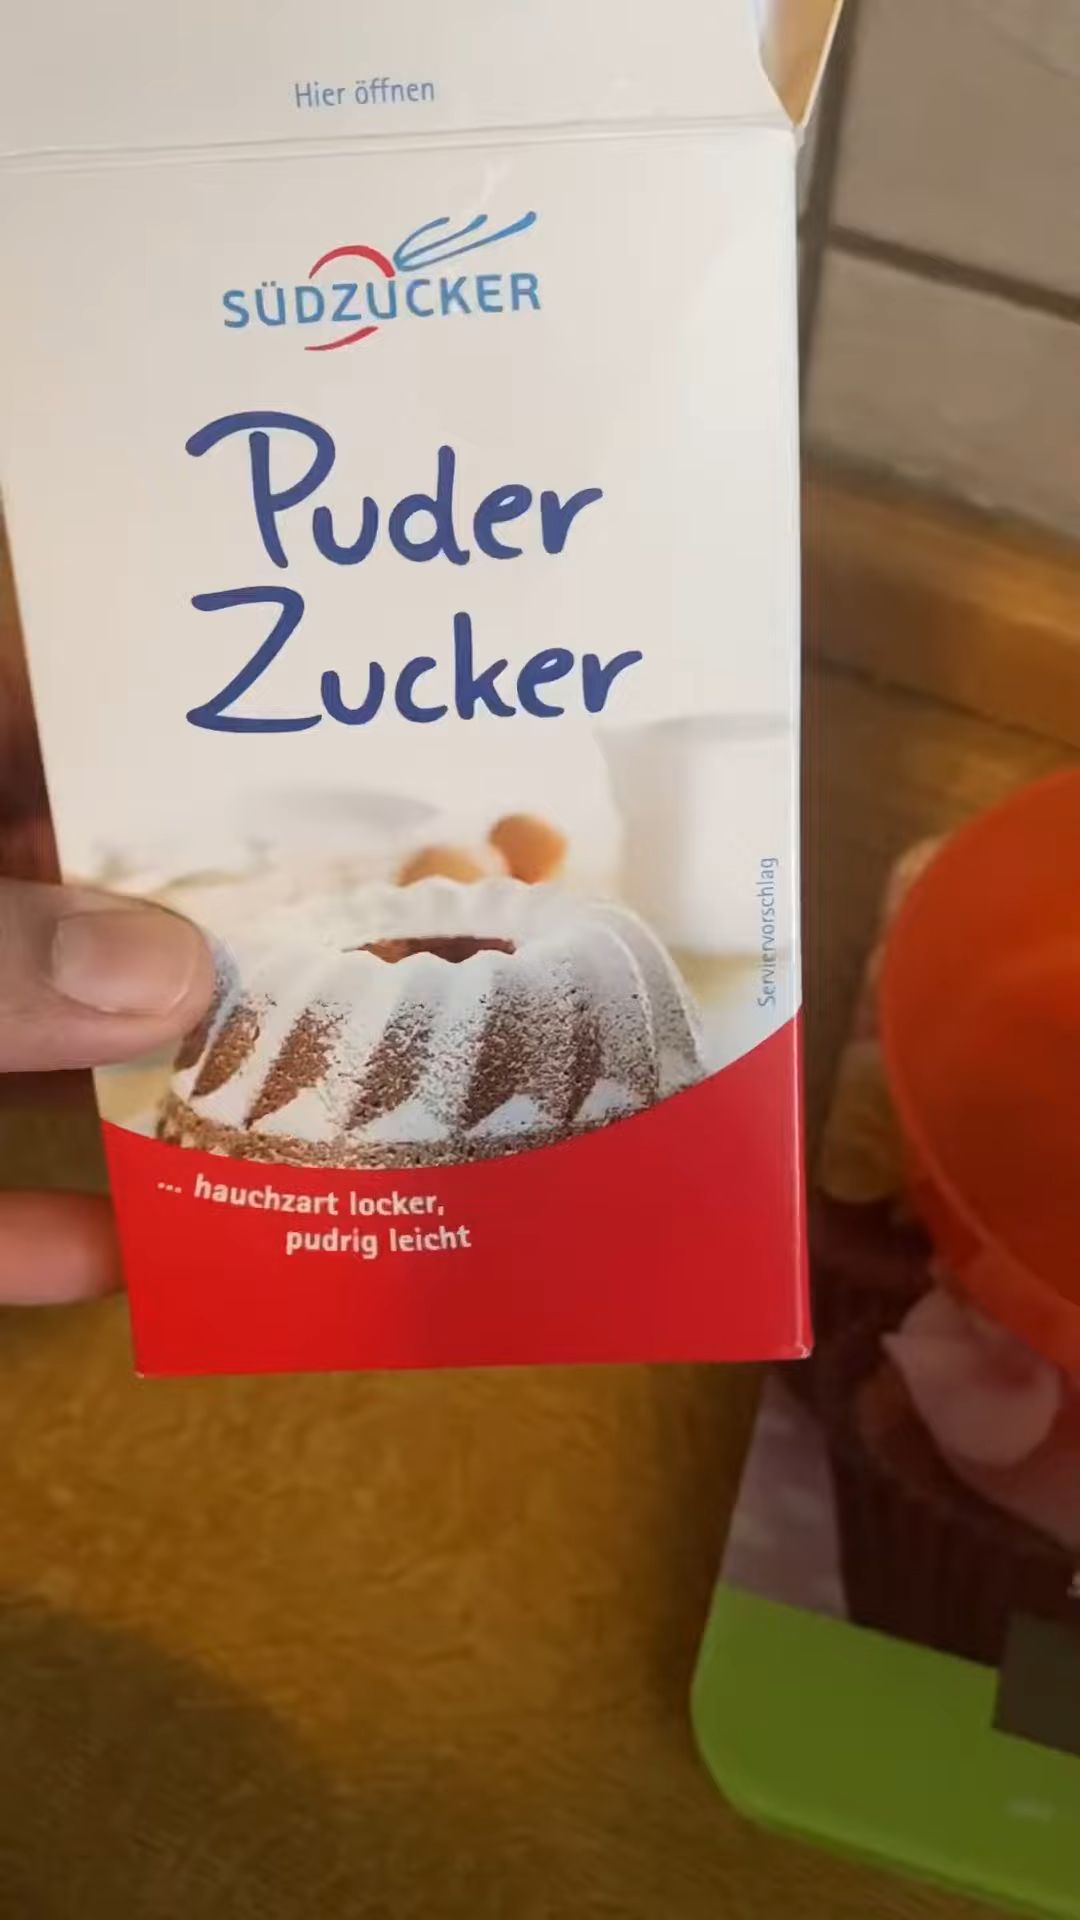 Hier öffnen
SÜDZUCKER
Puder
Zucker
Serviervorschlag
... hauchzart locker,
pudrig leicht